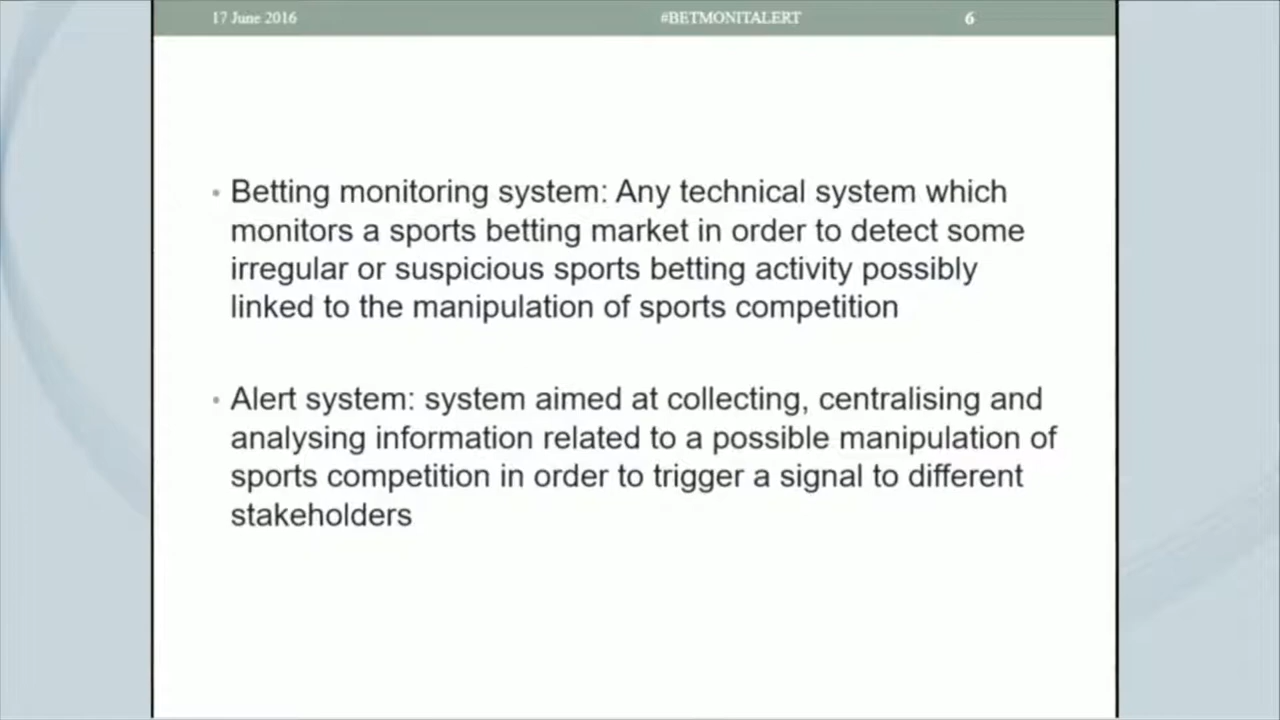 17 June 2016 #BETMONITALERT 6
• Betting monitoring system: Any technical system which
monitors a sports betting market in order to detect some
irregular or suspicious sports betting activity possibly
linked to the manipulation of sports competition
• Alert system: system aimed at collecting, centralising and
analysing information related to a possible manipulation of
sports competition in order to trigger a signal to different
stakeholders